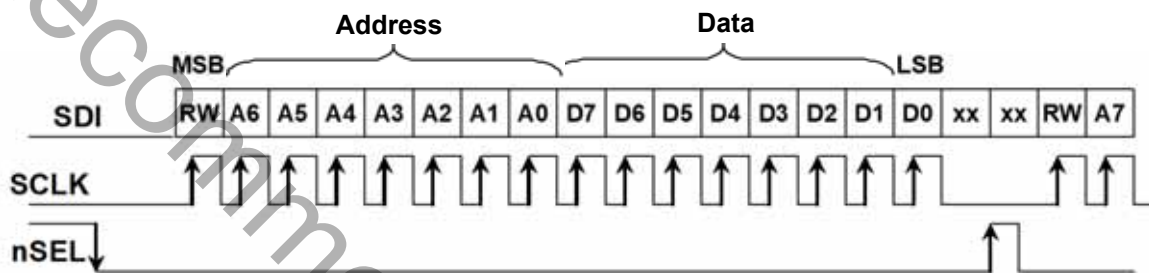 Address Data
MSB LSB
SDI RW A6 A5 A4 A3 A2 A1 A0 D7 D6 D5 D4 D3 D2 D1 D0 xx xx RW A7
SCLK
nSEL
ecomme